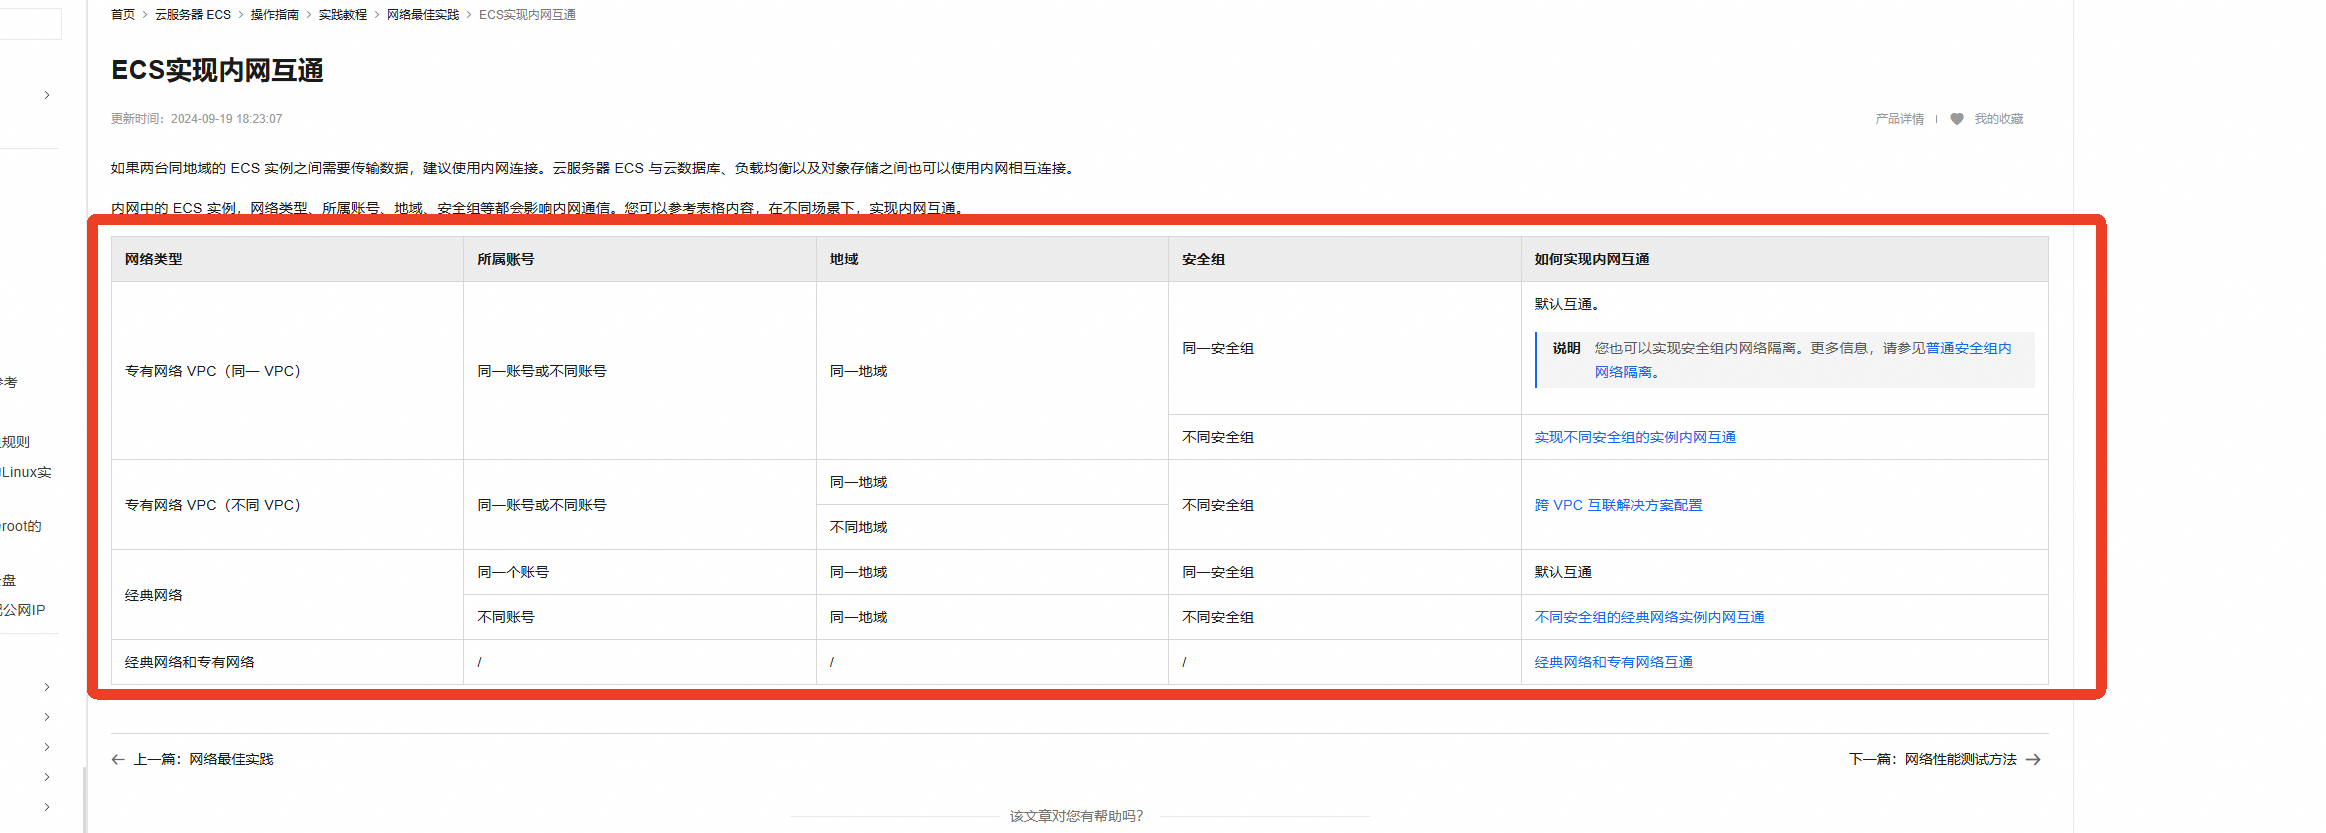 首页 > 云服务器 ECS > 操作指南 > 实践教程 > 网络最佳实践 > ECS实现内网互通
ECS实现内网互通
更新时间：2024-09-19 18:23:07
产品详情
我的收藏
如果两台同地域的 ECS 实例之间需要传输数据，建议使用内网连接。云服务器 ECS 与云数据库、负载均衡以及对象存储之间也可以使用内网相互连接。
内网中的 ECS 实例，网络类型、所属账号、地域、安全组等都会影响内网通信。您可以参考表格内容，在不同场景下，实现内网互通。
网络类型 所属账号 地域 安全组 如何实现内网互通
专有网络 VPC（同一 VPC） 同一账号或不同账号 同一地域 同一安全组 默认互通。
说明 您也可以实现安全组内网络隔离。更多信息，请参见普通安全组内
网络隔离。
不同安全组 实现不同安全组的实例内网互通
专有网络 VPC（不同 VPC） 同一账号或不同账号 同一地域 不同安全组 跨 VPC 互联解决方案配置
不同地域
经典网络 同一个账号 同一地域 同一安全组 默认互通
不同账号 同一地域 不同安全组 不同安全组的经典网络实例内网互通
经典网络和专有网络 / / / 经典网络和专有网络互通
上一篇：网络最佳实践
下一篇：网络性能测试方法
该文章对您有帮助吗？
考
规则
Linux实
root的
盘
公网IP